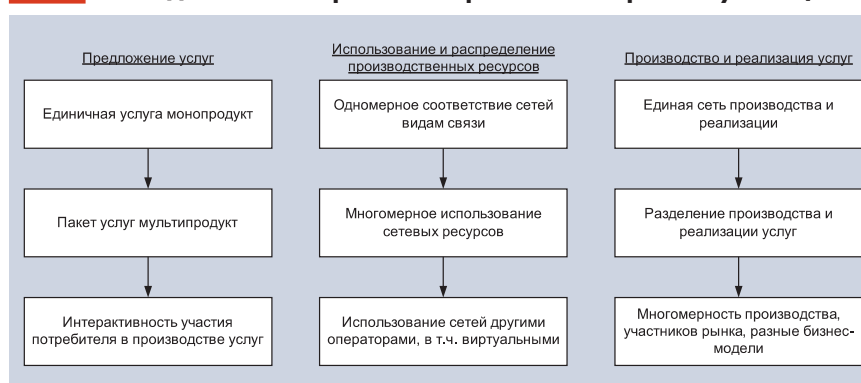 Предложение услуг
Единичная услуга монопродукт
Пакет услуг мультипродукт
Интерактивность участия
потребителя в производстве услуг
Использование и распределение
производственных ресурсов
Одномерное соответствие сетей
видам связи
Многомерное использование
сетевых ресурсов
Использование сетей другими
операторами, в т.ч. виртуальными
Производство и реализация услуг
Единая сеть производства и
реализации
Разделение производства и
реализации услуг
Многомерность производства,
участников рынка, разные бизнес-
модели